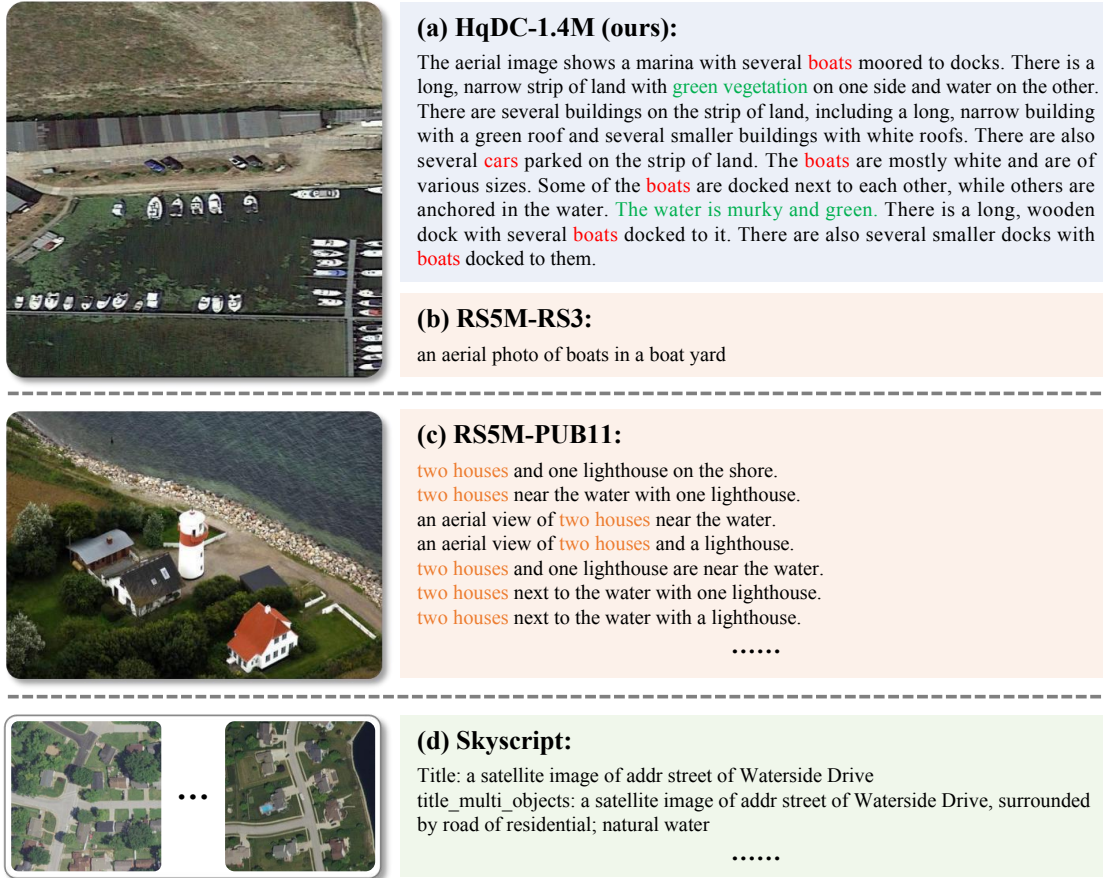 (a) HqDC-1.4M (ours):
The aerial image shows a marina with several boats moored to docks. There is a
long, narrow strip of land with green vegetation on one side and water on the other.
There are several buildings on the strip of land, including a long, narrow building
with a green roof and several smaller buildings with white roofs. There are also
several cars parked on the strip of land. The boats are mostly white and are of
various sizes. Some of the boats are docked next to each other, while others are
anchored in the water. The water is murky and green. There is a long, wooden
dock with several boats docked to it. There are also several smaller docks with
boats docked to them.
(b) RS5M-RS3:
an aerial photo of boats in a boat yard
(c) RS5M-PUB11:
two houses and one lighthouse on the shore.
two houses near the water with one lighthouse.
an aerial view of two houses near the water.
an aerial view of two houses and a lighthouse.
two houses and one lighthouse are near the water.
two houses next to the water with one lighthouse.
two houses next to the water with a lighthouse.
……
(d) Skyscript:
Title: a satellite image of addr street of Waterside Drive
title_multi_objects: a satellite image of addr street of Waterside Drive, surrounded
by road of residential; natural water
……